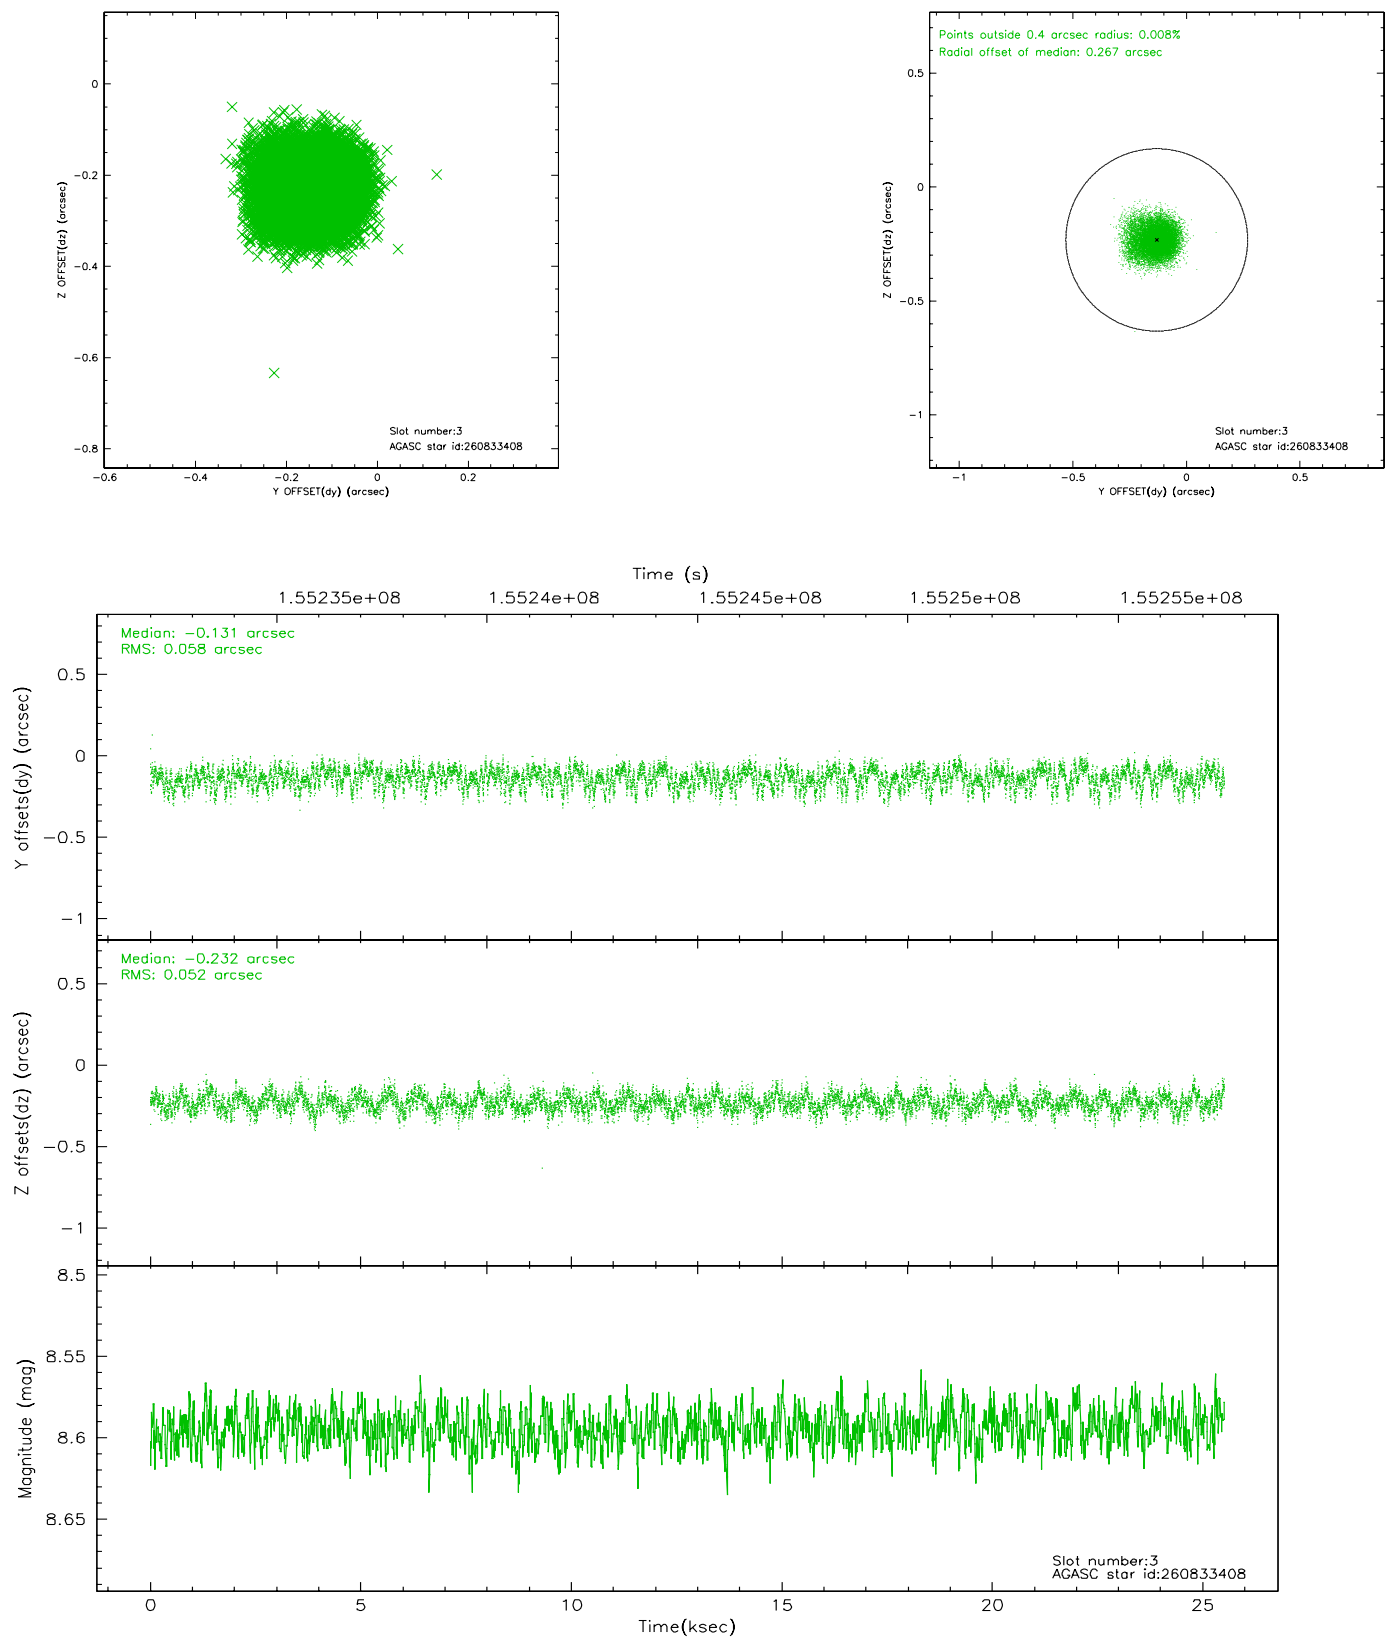 0
−0.2
−0.4
−0.6
−0.8
Z OFFSET(dz) (arcsec)
Slot number:3
AGASC star id:260833408
−0.6 −0.4 −0.2 0 0.2
Y OFFSET(dy) (arcsec)
Points outside 0.4 arcsec radius: 0.008%
Radial offset of median: 0.267 arcsec
0.5
0
−0.5
−1
Z OFFSET(dz) (arcsec)
Slot number:3
AGASC star id:260833408
−1 −0.5 0 0.5
Y OFFSET(dy) (arcsec)
Time (s)
1.55235e+08 1.5524e+08 1.55245e+08 1.5525e+08 1.55255e+08
Median: −0.131 arcsec
RMS: 0.058 arcsec
0.5
0
−0.5
−1
Y offsets(dy) (arcsec)
Median: −0.232 arcsec
RMS: 0.052 arcsec
0.5
0
−0.5
−1
Z offsets(dz) (arcsec)
8.5
8.55
8.6
8.65
Magnitude (mag)
Slot number:3
AGASC star id:260833408
0 5 10 15 20 25
Time(ksec)